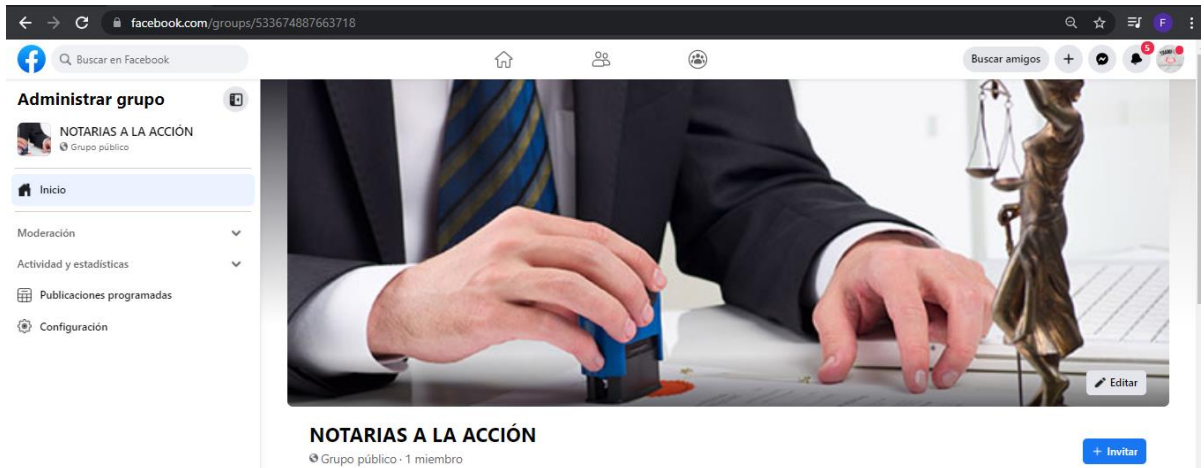 facebook.com/groups/533674887663718
F
Buscar en Facebook
Buscar amigos
5
Administrar grupo
NOTARIAS A LA ACCIÓN
Grupo público
Inicio
Moderación
Actividad y estadísticas
Publicaciones programadas
Configuración
Editar
NOTARIAS A LA ACCIÓN
Grupo público · 1 miembro
+ Invitar